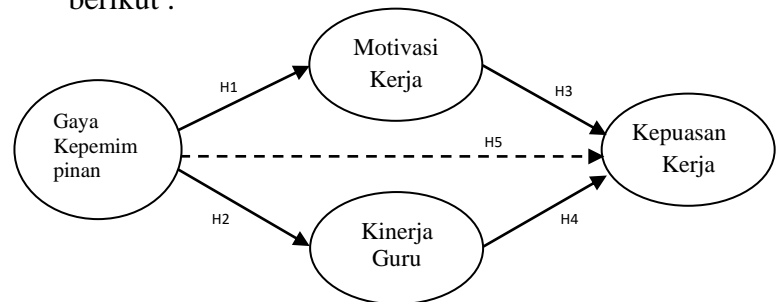 berikut :
Motivasi
Kerja
H1
H3
Gaya
Kepemim
pinan
H5
Kepuasan
Kerja
H2
H4
Kinerja
Guru